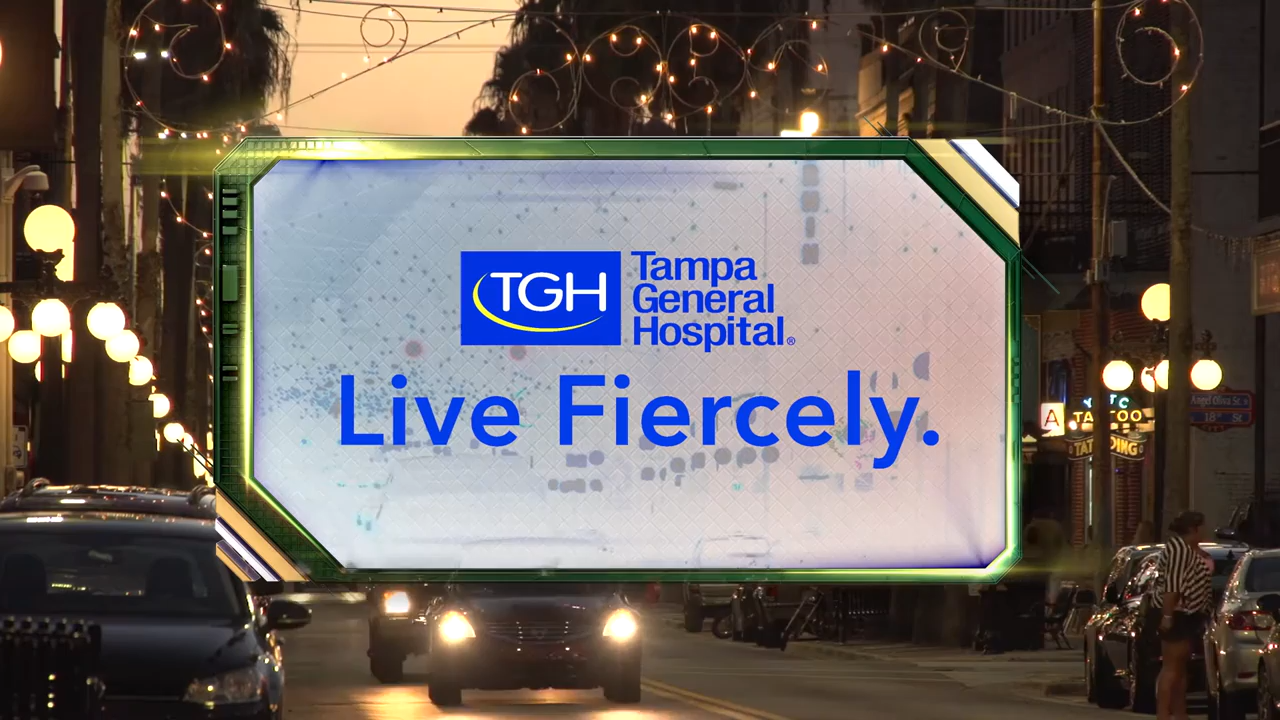 TGH
Tampa
General
Hospital®
Live Fiercely.
A
TATTOO
Angel Oliva St.
18th St